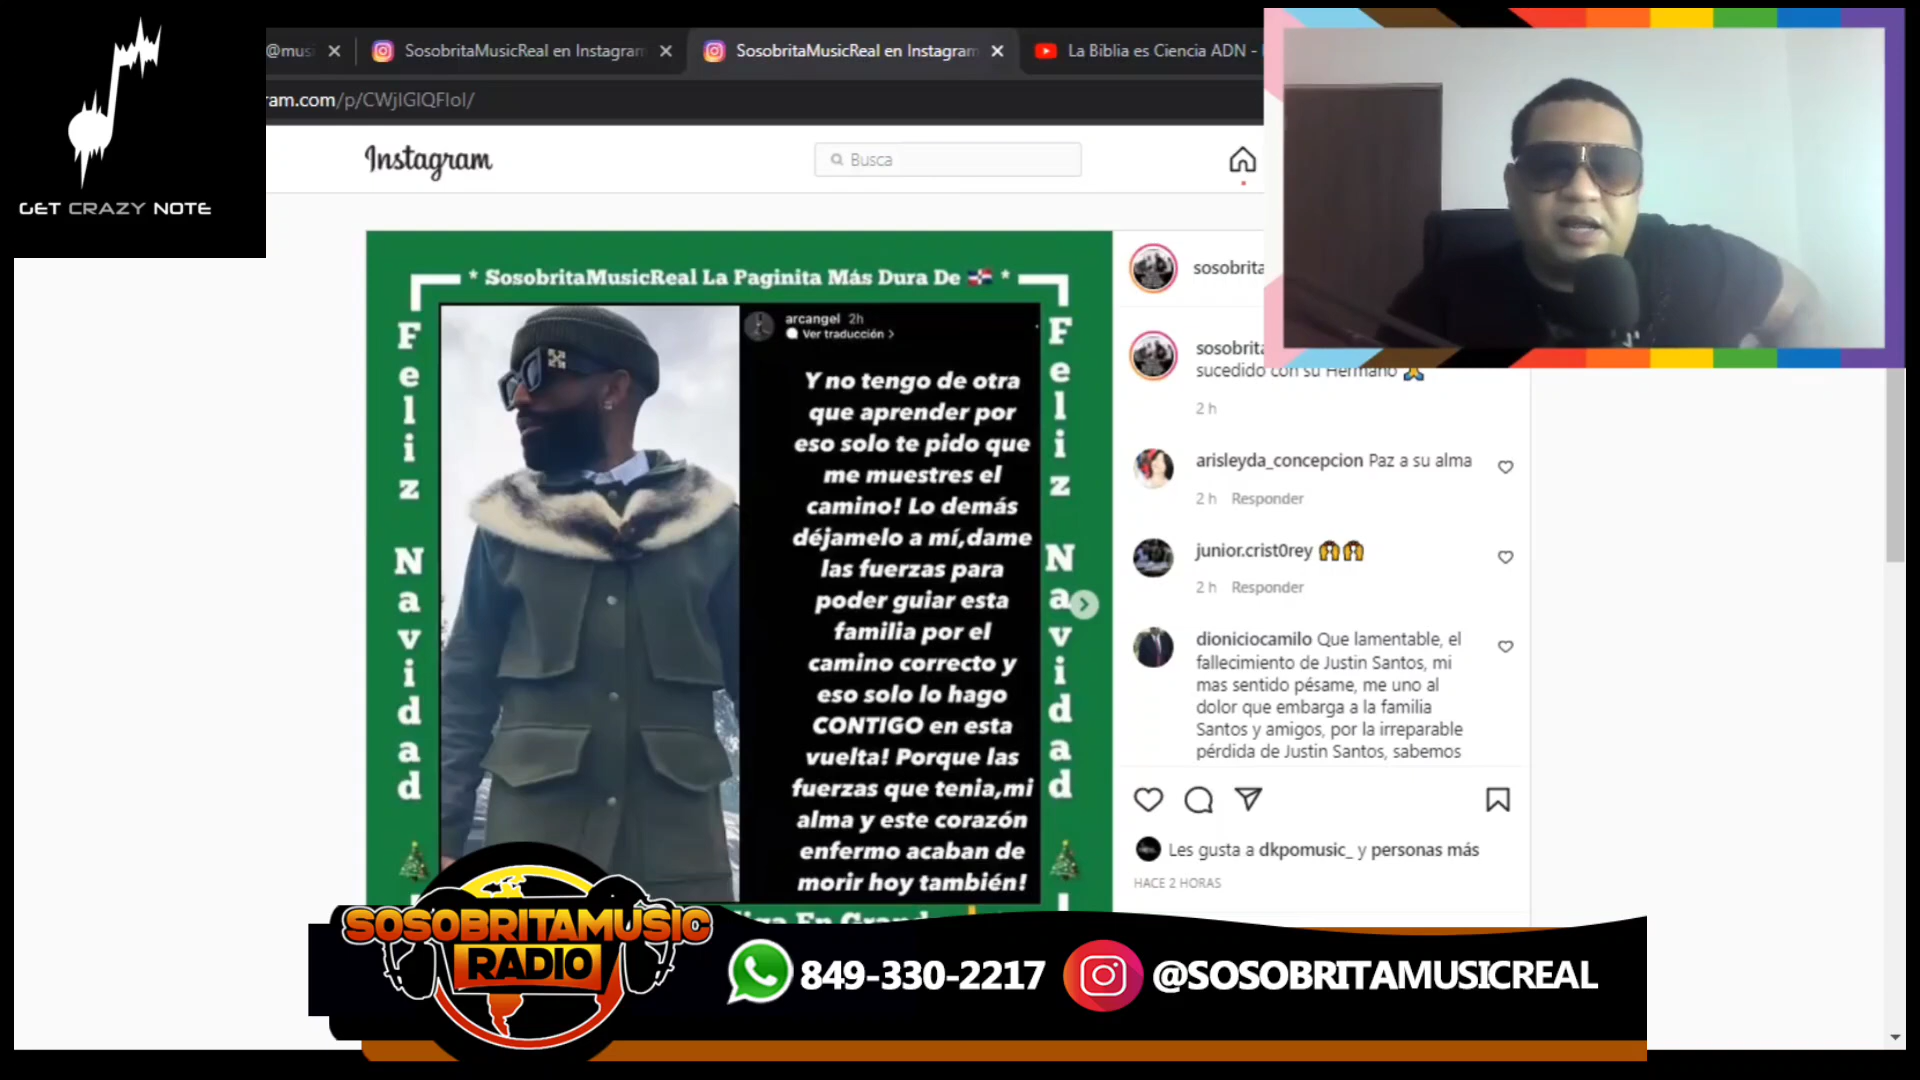 @mus
SosobritaMusicReal en Instagram
SosobritaMusicReal en Instagram
La Biblia es Ciencia ADN -
ram.com/p/CWjIGIQFIoI/
GET CRAZY NOTE
Instagram
Busca
* SosobritaMusicReal La Paginita Más Dura De 🇩🇴 *
Feliz Navidad
Feliz Navidad
arcangel 2h
Ver traducción >
Y no tengo de otra
que aprender por
eso solo te pido que
me muestres el
camino! Lo demás
déjamelo a mí,dame
las fuerzas para
poder guiar esta
familia por el
camino correcto y
eso solo lo hago
CONTIGO en esta
vuelta! Porque las
fuerzas que tenia,mi
alma y este corazón
enfermo acaban de
morir hoy también!
sosobrita
sosobrita
sucedido con su Hermano 🙏
2 h
arisleyda_concepcion Paz a su alma
2 h Responder
junior.crist0rey 🙌🙌
2 h Responder
dioniciocamilo Que lamentable, el
fallecimiento de Justin Santos, mi
mas sentido pésame, me uno al
dolor que embarga a la familia
Santos y amigos, por la irreparable
pérdida de Justin Santos, sabemos
Les gusta a dkpomusic_ y personas más
HACE 2 HORAS
SOSOBRITAMUSIC
RADIO
849-330-2217
@SOSOBRITAMUSICREAL